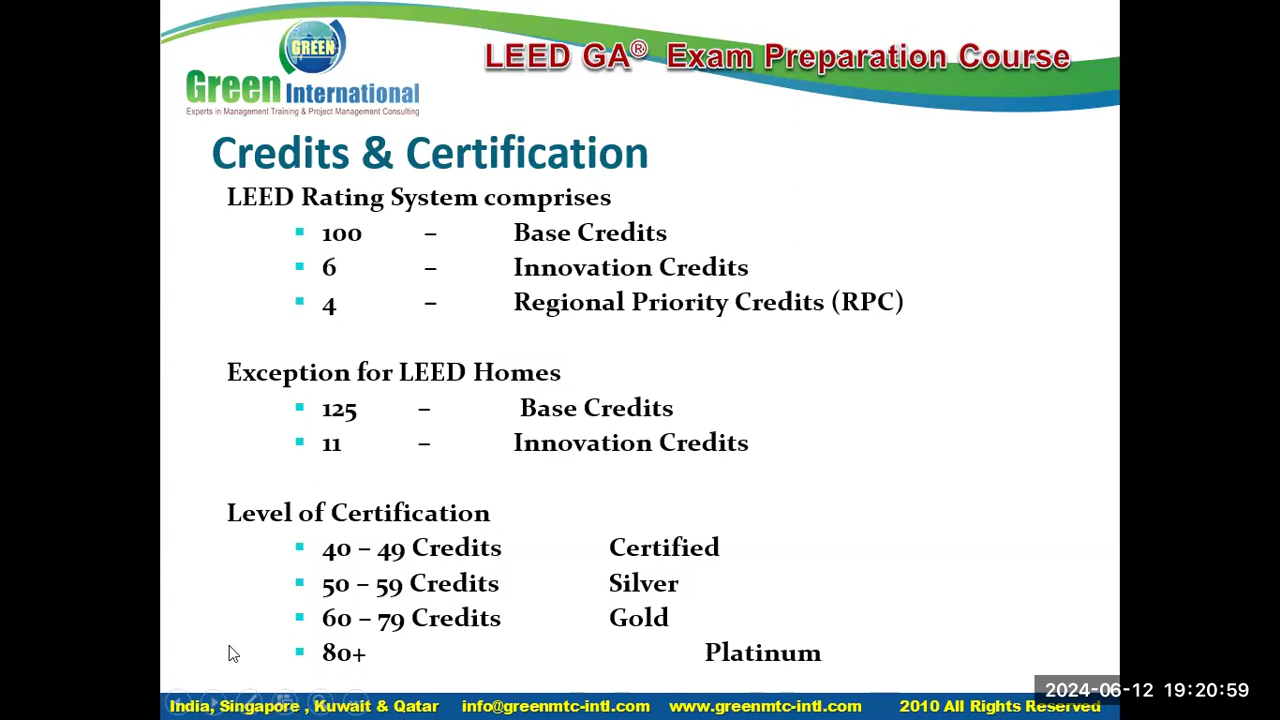 GREEN
Green International
Experts in Management Training & Project Management Consulting
LEED GA® Exam Preparation Course
Credits & Certification
LEED Rating System comprises
▪ 100 – Base Credits
▪ 6 – Innovation Credits
▪ 4 – Regional Priority Credits (RPC)
Exception for LEED Homes
▪ 125 – Base Credits
▪ 11 – Innovation Credits
Level of Certification
▪ 40 – 49 Credits Certified
▪ 50 – 59 Credits Silver
▪ 60 – 79 Credits Gold
▪ 80+ Platinum
2024-06-12 19:20:59
India, Singapore , Kuwait & Qatar info@greenmtc-intl.com www.greenmtc-intl.com 2010 All Rights Reserved